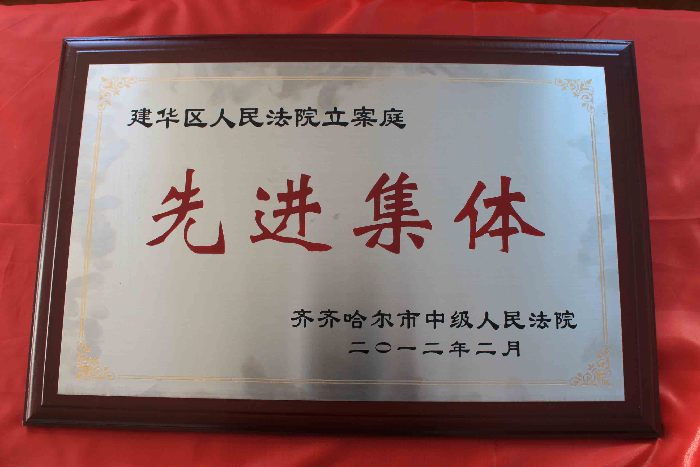 建华区人民法院立案庭
先进集体
齐齐哈尔市中级人民法院
二〇一二年二月